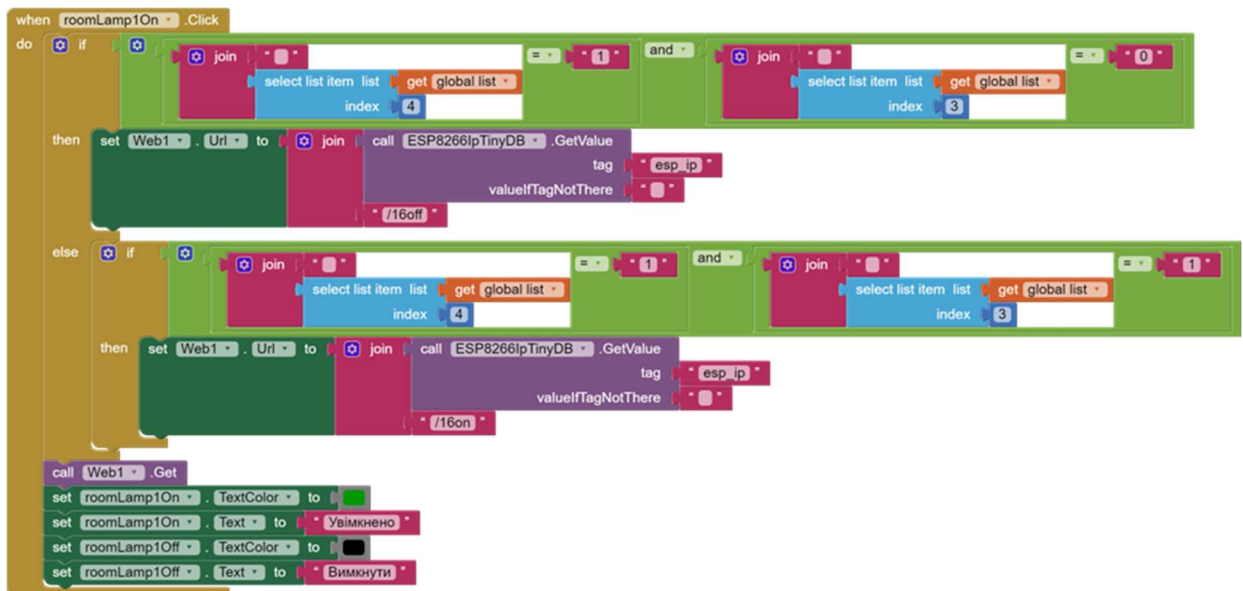 when roomLamp1On .Click
do if join " " = " 1 " and join " " = " 0 "
select list item list get global list select list item list get global list
index 4 index 3
then set Web1 . Url to join call ESP8266IpTinyDB .GetValue
tag " esp_ip "
valueIfTagNotThere " "
" /16off "
else if join " " = " 1 " and join " " = " 1 "
select list item list get global list select list item list get global list
index 4 index 3
then set Web1 . Url to join call ESP8266IpTinyDB .GetValue
tag " esp_ip "
valueIfTagNotThere " "
" /16on "
call Web1 .Get
set roomLamp1On . TextColor to
set roomLamp1On . Text to " Увімкнено "
set roomLamp1Off . TextColor to
set roomLamp1Off . Text to " Вимкнути "